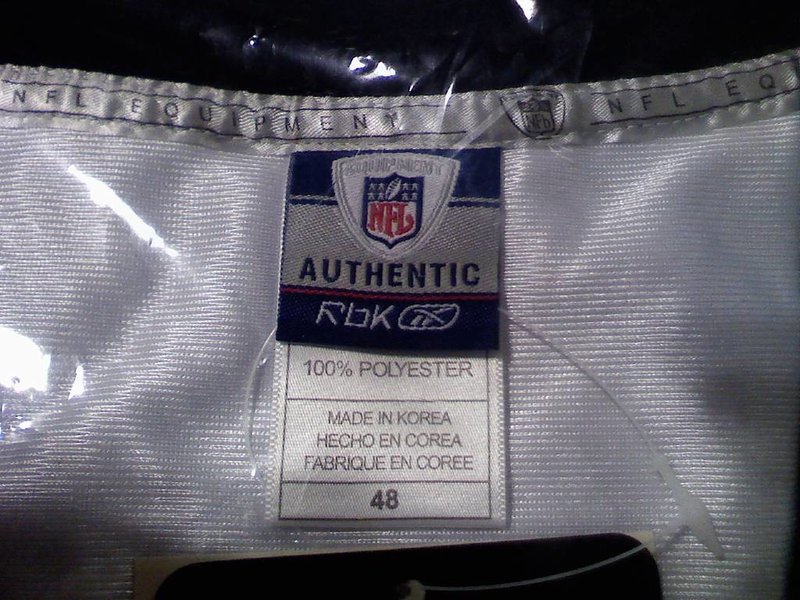 NFL EQUIPMENT NFL NFL EQ
NFL
AUTHENTIC
RbK
100% POLYESTER
MADE IN KOREA
HECHO EN COREA
FABRIQUE EN COREE
48